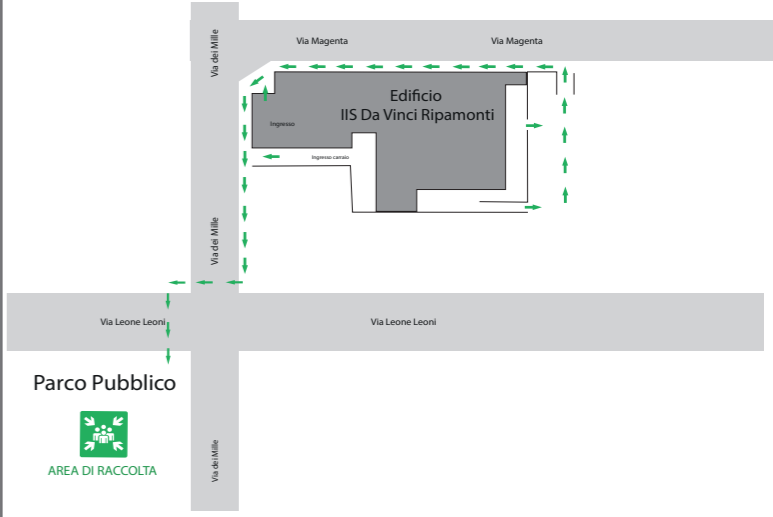 Via dei Mille
Via Magenta
Via Magenta
Edificio
IIS Da Vinci Ripamonti
Ingresso
Ingresso carraio
Via dei Mille
Via Leone Leoni
Via Leone Leoni
Parco Pubblico
AREA DI RACCOLTA
Via dei Mille